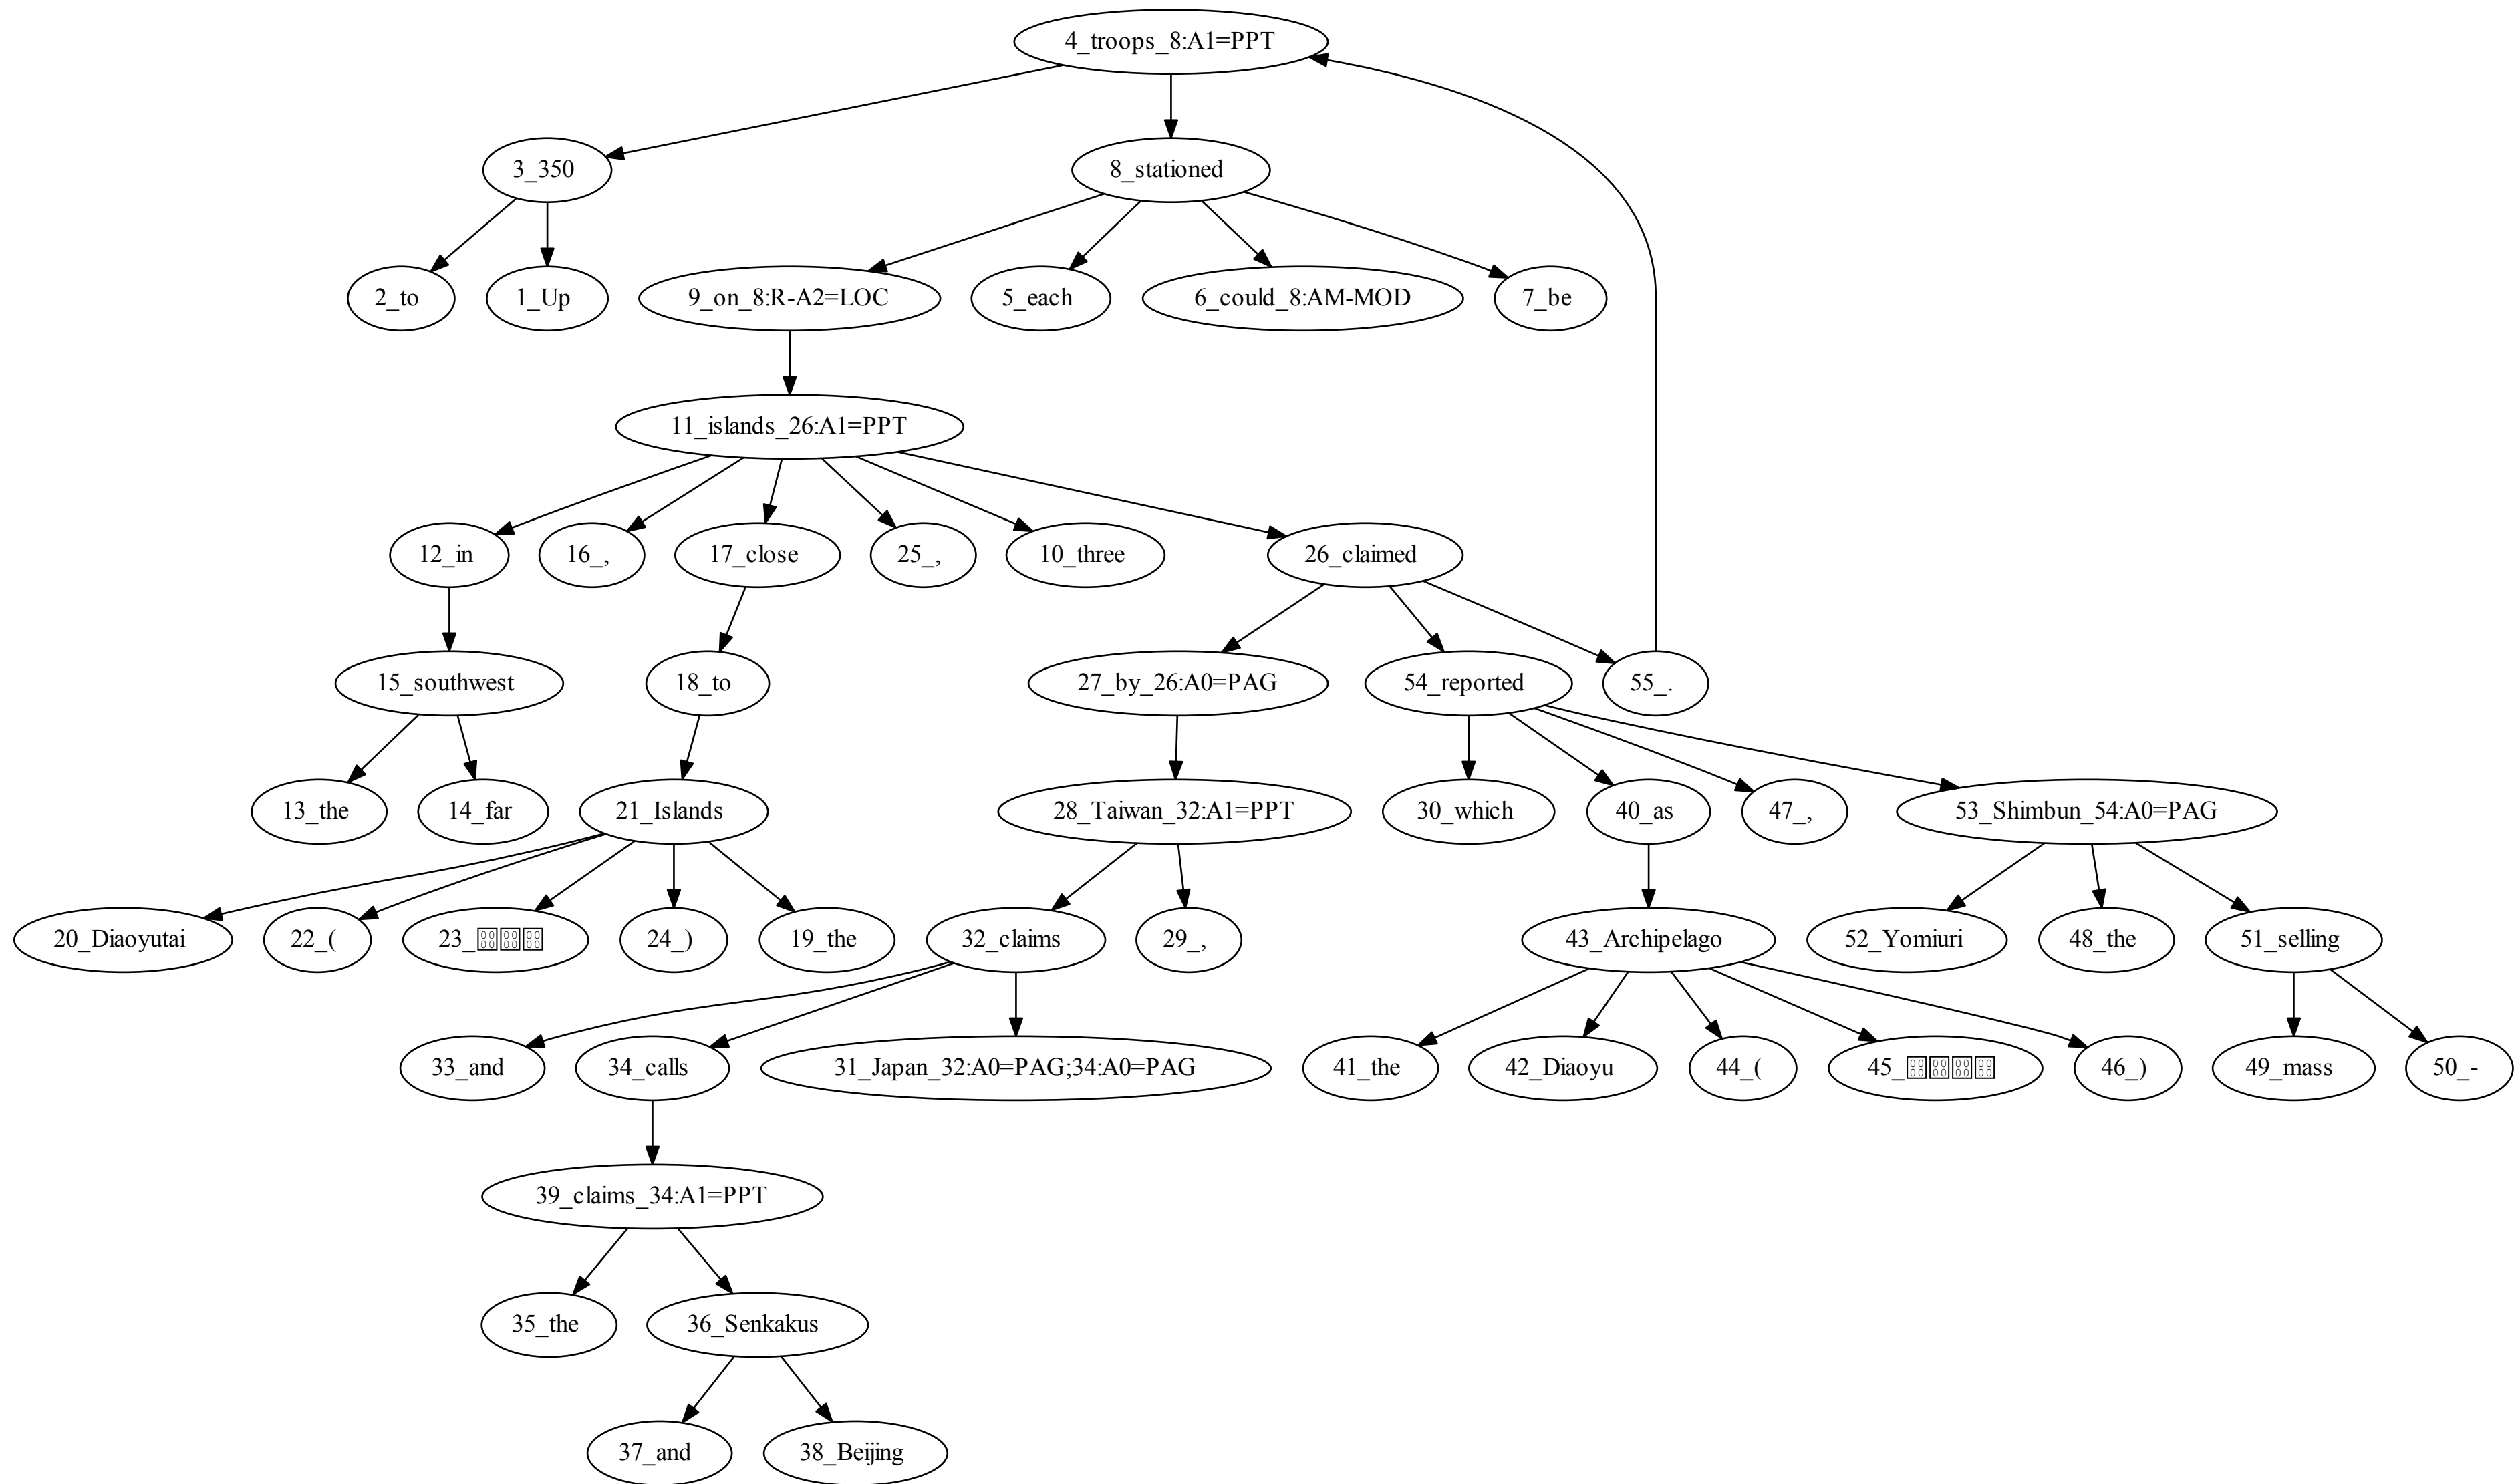 4_troops_8:A1=PPT
3_350
8_stationed
2_to
1_Up
9_on_8:R-A2=LOC
5_each
6_could_8:AM-MOD
7_be
11_islands_26:A1=PPT
12_in
16_,
17_close
25_,
10_three
26_claimed
15_southwest
18_to
27_by_26:A0=PAG
54_reported
55_.
13_the
14_far
21_Islands
28_Taiwan_32:A1=PPT
30_which
40_as
47_,
53_Shimbun_54:A0=PAG
20_Diaoyutai
22_(
23_
24_)
19_the
32_claims
29_,
43_Archipelago
52_Yomiuri
48_the
51_selling
33_and
34_calls
31_Japan_32:A0=PAG;34:A0=PAG
41_the
42_Diaoyu
44_(
45_
46_)
49_mass
50_-
39_claims_34:A1=PPT
35_the
36_Senkakus
37_and
38_Beijing